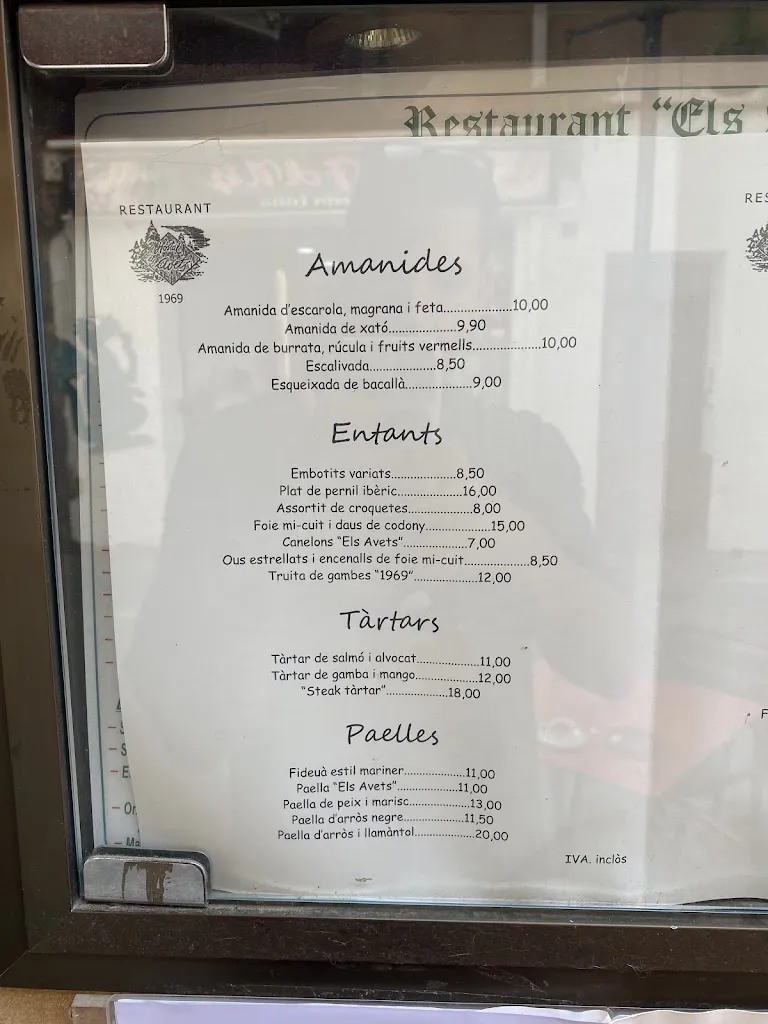 Restaurant “Els
RESTAURANT
Hostal
1969
Amanides
Amanida d'escarola, magrana i feta....................10,00
Amanida de xató...................9,90
Amanida de burrata, rúcula i fruits vermells....................10,00
Escalivada....................8,50
Esqueixada de bacallà....................9,00
Entants
Embotits variats...................8,50
Plat de pernil ibèric...................16,00
Assortit de croquetes...................8,00
Foie mi-cuit i daus de codony...................15,00
Canelons "Els Avets"...................7,00
Ous estrellats i encenalls de foie mi-cuit...................8,50
Truita de gambes "1969"...................12,00
Tàrtars
Tàrtar de salmó i alvocat...................11,00
Tàrtar de gamba i mango...................12,00
"Steak tàrtar"...................18,00
Paelles
Fideuà estil mariner...................11,00
Paella "Els Avets"...................11,00
Paella de peix i marisc...................13,00
Paella d'arròs negre...................11,50
Paella d'arròs i llamàntol...................20,00
IVA. inclòs